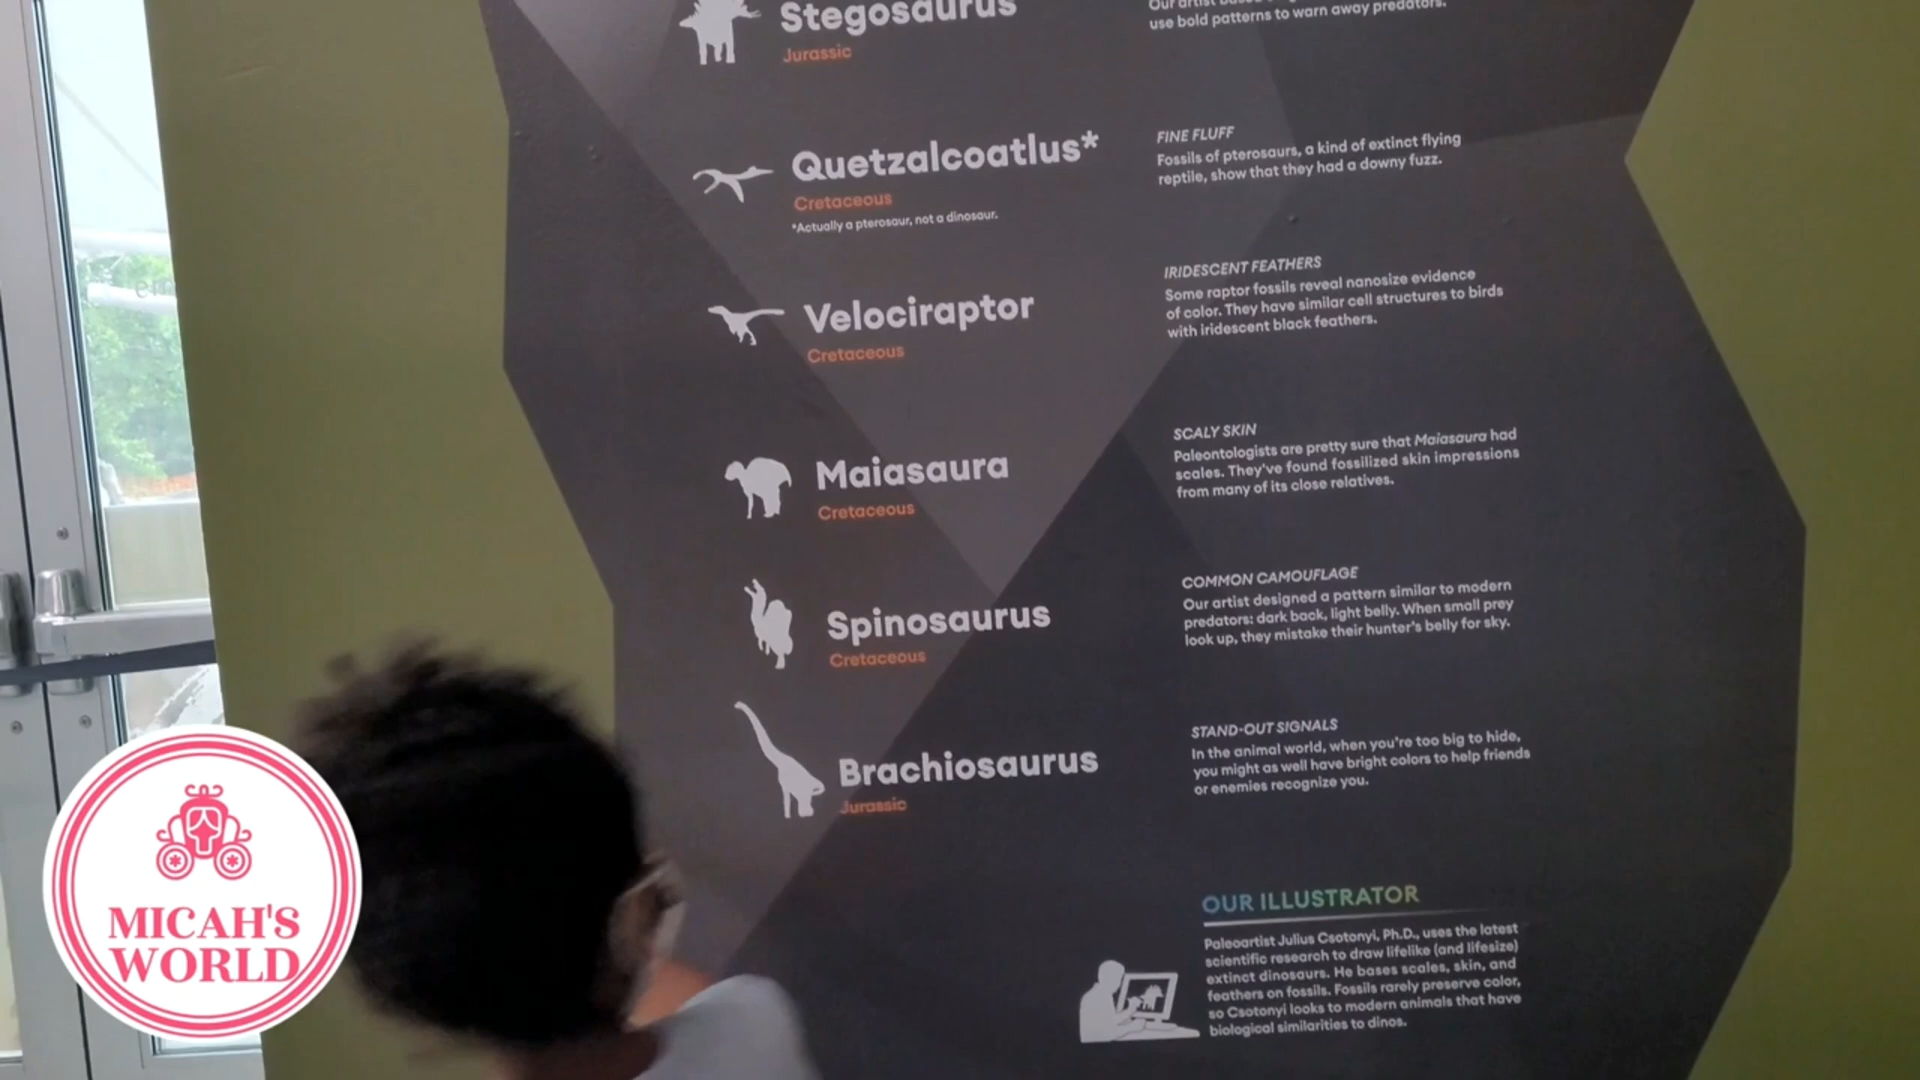 Stegosaurus
Jurassic
use bold patterns to warn away predators.
Quetzalcoatlus*
Cretaceous
*Actually a pterosaur, not a dinosaur.
FINE FLUFF
Fossils of pterosaurs, a kind of extinct flying
reptile, show that they had a downy fuzz.
Velociraptor
Cretaceous
IRIDESCENT FEATHERS
Some raptor fossils reveal nanosize evidence
of color. They have similar cell structures to birds
with iridescent black feathers.
Maiasaura
Cretaceous
SCALY SKIN
Paleontologists are pretty sure that Maiasaura had
scales. They've found fossilized skin impressions
from many of its close relatives.
Spinosaurus
Cretaceous
COMMON CAMOUFLAGE
Our artist designed a pattern similar to modern
predators: dark back, light belly. When small prey
look up, they mistake their hunter's belly for sky.
Brachiosaurus
Jurassic
STAND-OUT SIGNALS
In the animal world, when you're too big to hide,
you might as well have bright colors to help friends
or enemies recognize you.
OUR ILLUSTRATOR
Paleoartist Julius Csotonyi, Ph.D., uses the latest
scientific research to draw lifelike (and lifesize)
extinct dinosaurs. He bases scales, skin, and
feathers on fossils. Fossils rarely preserve color,
so Csotonyi looks to modern animals that have
biological similarities to dinos.
MICAH'S
WORLD